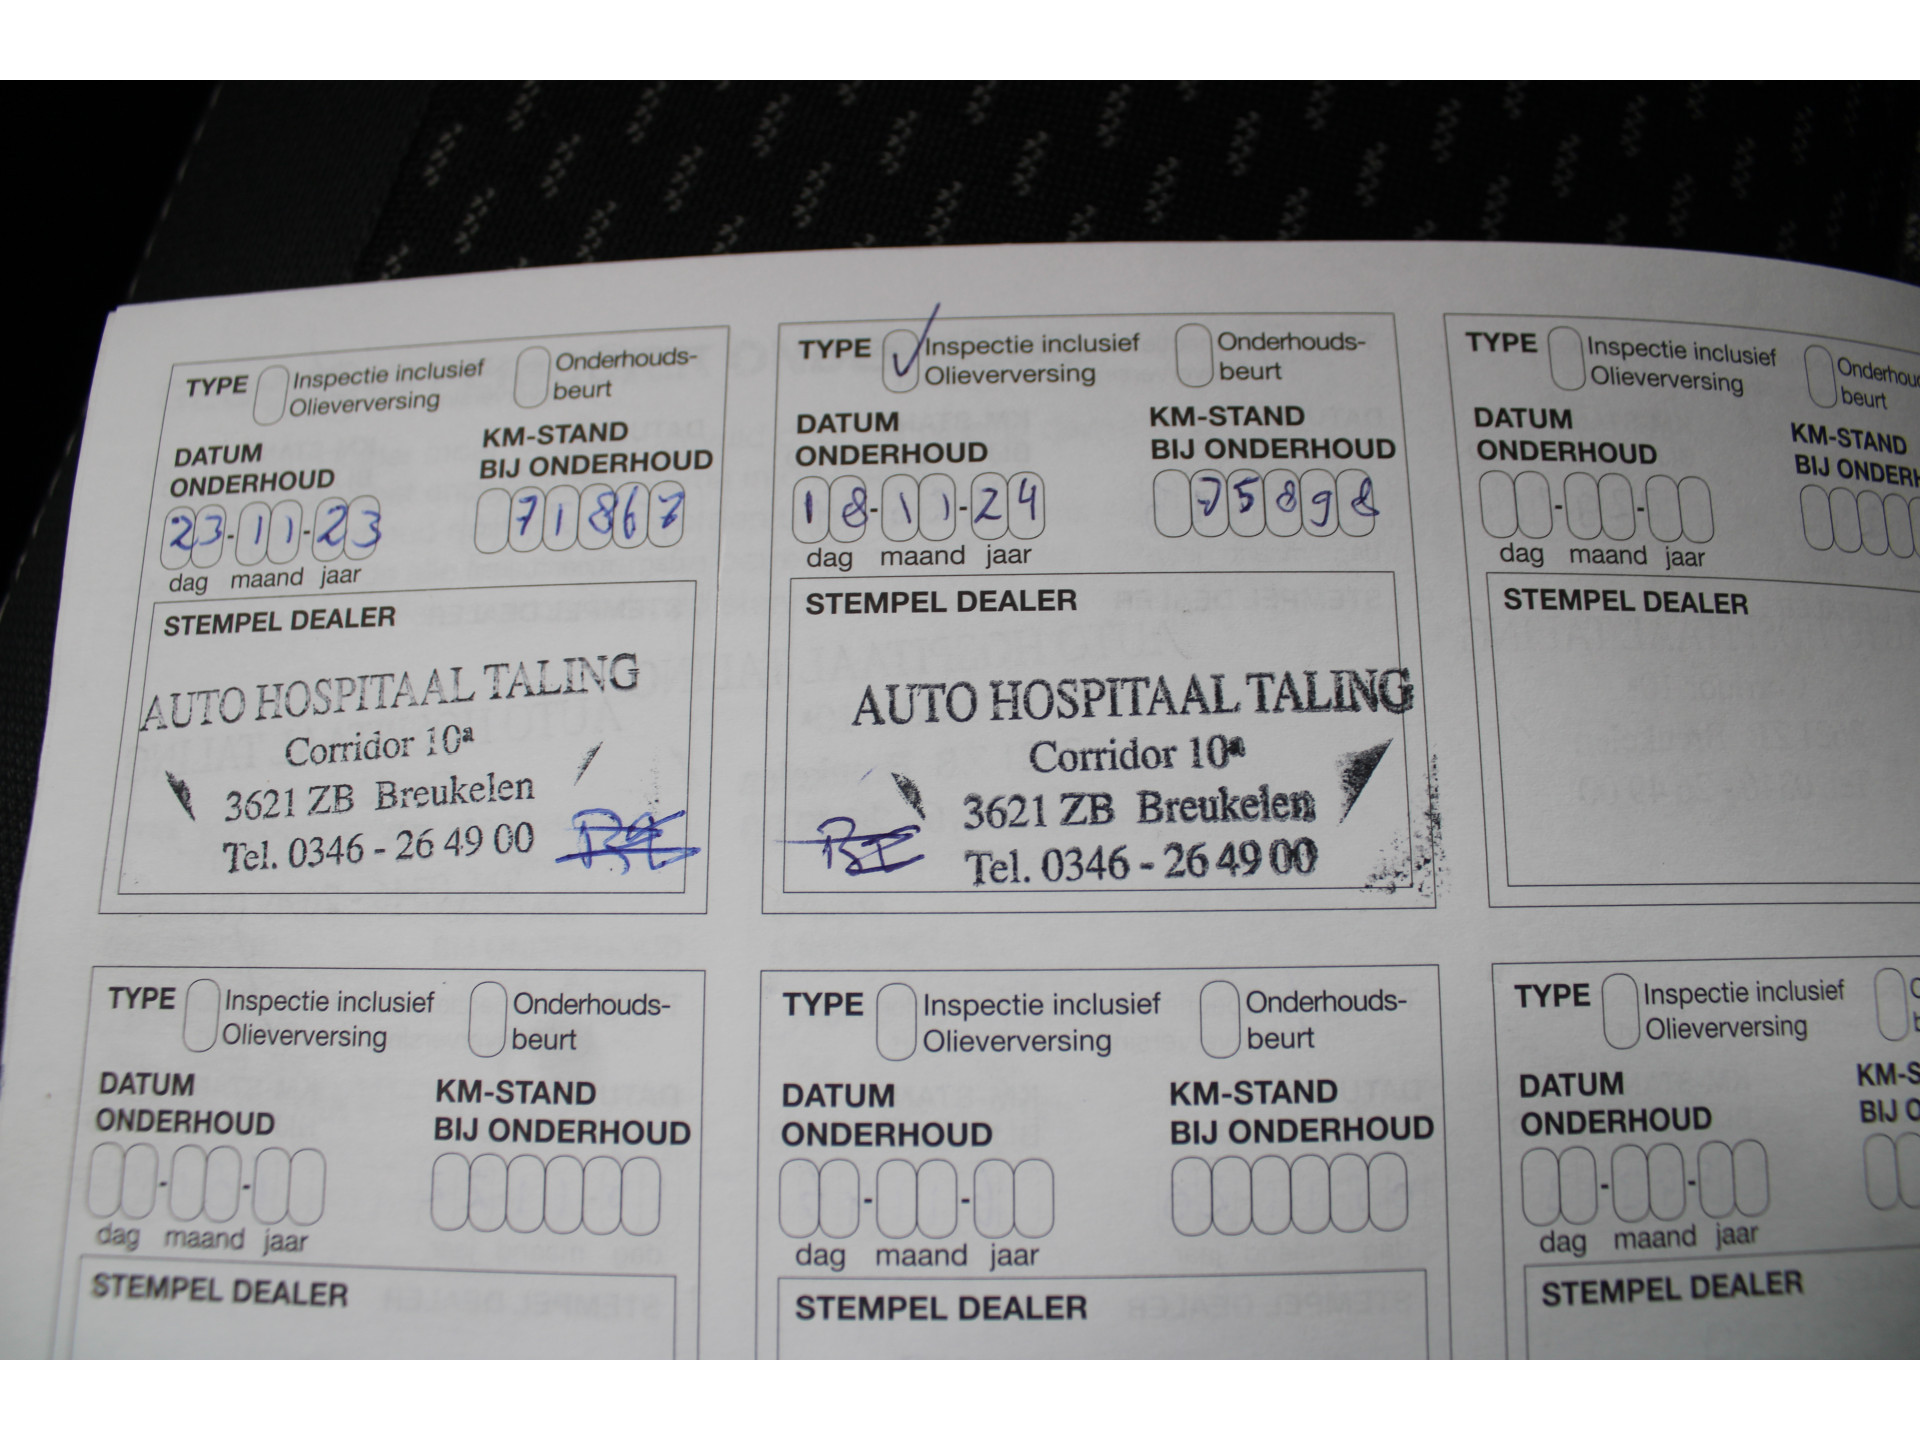 TYPE Inspectie inclusief Olieverversing Onderhouds-beurt
DATUM ONDERHOUD
KM-STAND BIJ ONDERHOUD
23-11-23
71867
dag maand jaar
STEMPEL DEALER
AUTO HOSPITAAL TALING
Corridor 10a
3621 ZB Breukelen
Tel. 0346 - 26 49 00
TYPE Inspectie inclusief Olieverversing Onderhouds-beurt
DATUM ONDERHOUD
KM-STAND BIJ ONDERHOUD
18-11-24
75898
dag maand jaar
STEMPEL DEALER
AUTO HOSPITAAL TALING
Corridor 10a
3621 ZB Breukelen
Tel. 0346 - 26 49 00
TYPE Inspectie inclusief Olieverversing Onderhou beurt
DATUM ONDERHOUD
KM-STAND BIJ ONDERH
dag maand jaar
STEMPEL DEALER
TYPE Inspectie inclusief Olieverversing Onderhouds-beurt
DATUM ONDERHOUD
KM-STAND BIJ ONDERHOUD
dag maand jaar
STEMPEL DEALER
TYPE Inspectie inclusief Olieverversing Onderhouds-beurt
DATUM ONDERHOUD
KM-STAND BIJ ONDERHOUD
dag maand jaar
STEMPEL DEALER
TYPE Inspectie inclusief Olieverversing
DATUM ONDERHOUD
KM-S
BIJ O
dag maand jaar
STEMPEL DEALER